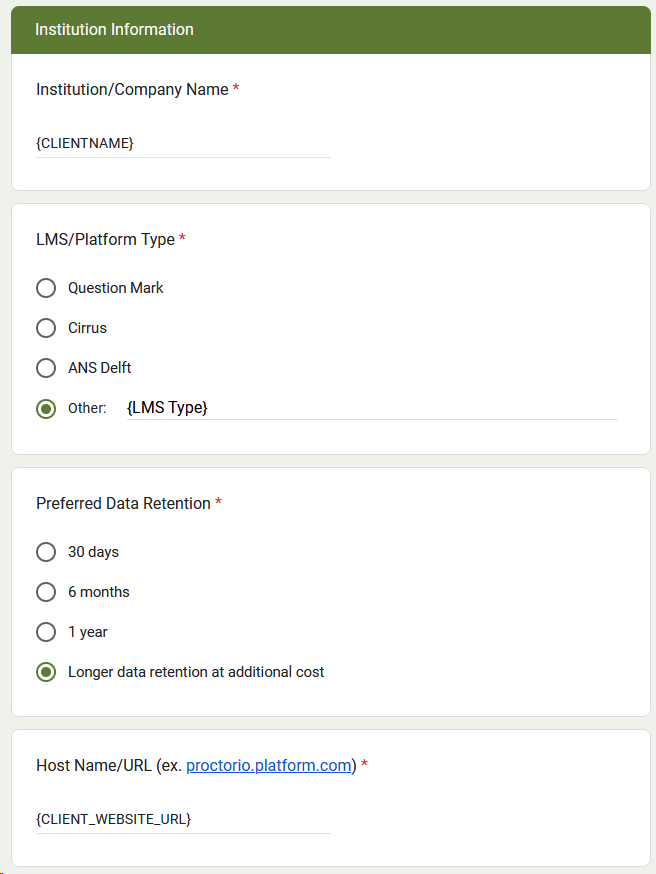 Institution Information
Institution/Company Name *
{CLIENTNAME}
LMS/Platform Type *
Question Mark
Cirrus
ANS Delft
Other: {LMS Type}
Preferred Data Retention *
30 days
6 months
1 year
Longer data retention at additional cost
Host Name/URL (ex. proctorio.platform.com) *
{CLIENT_WEBSITE_URL}